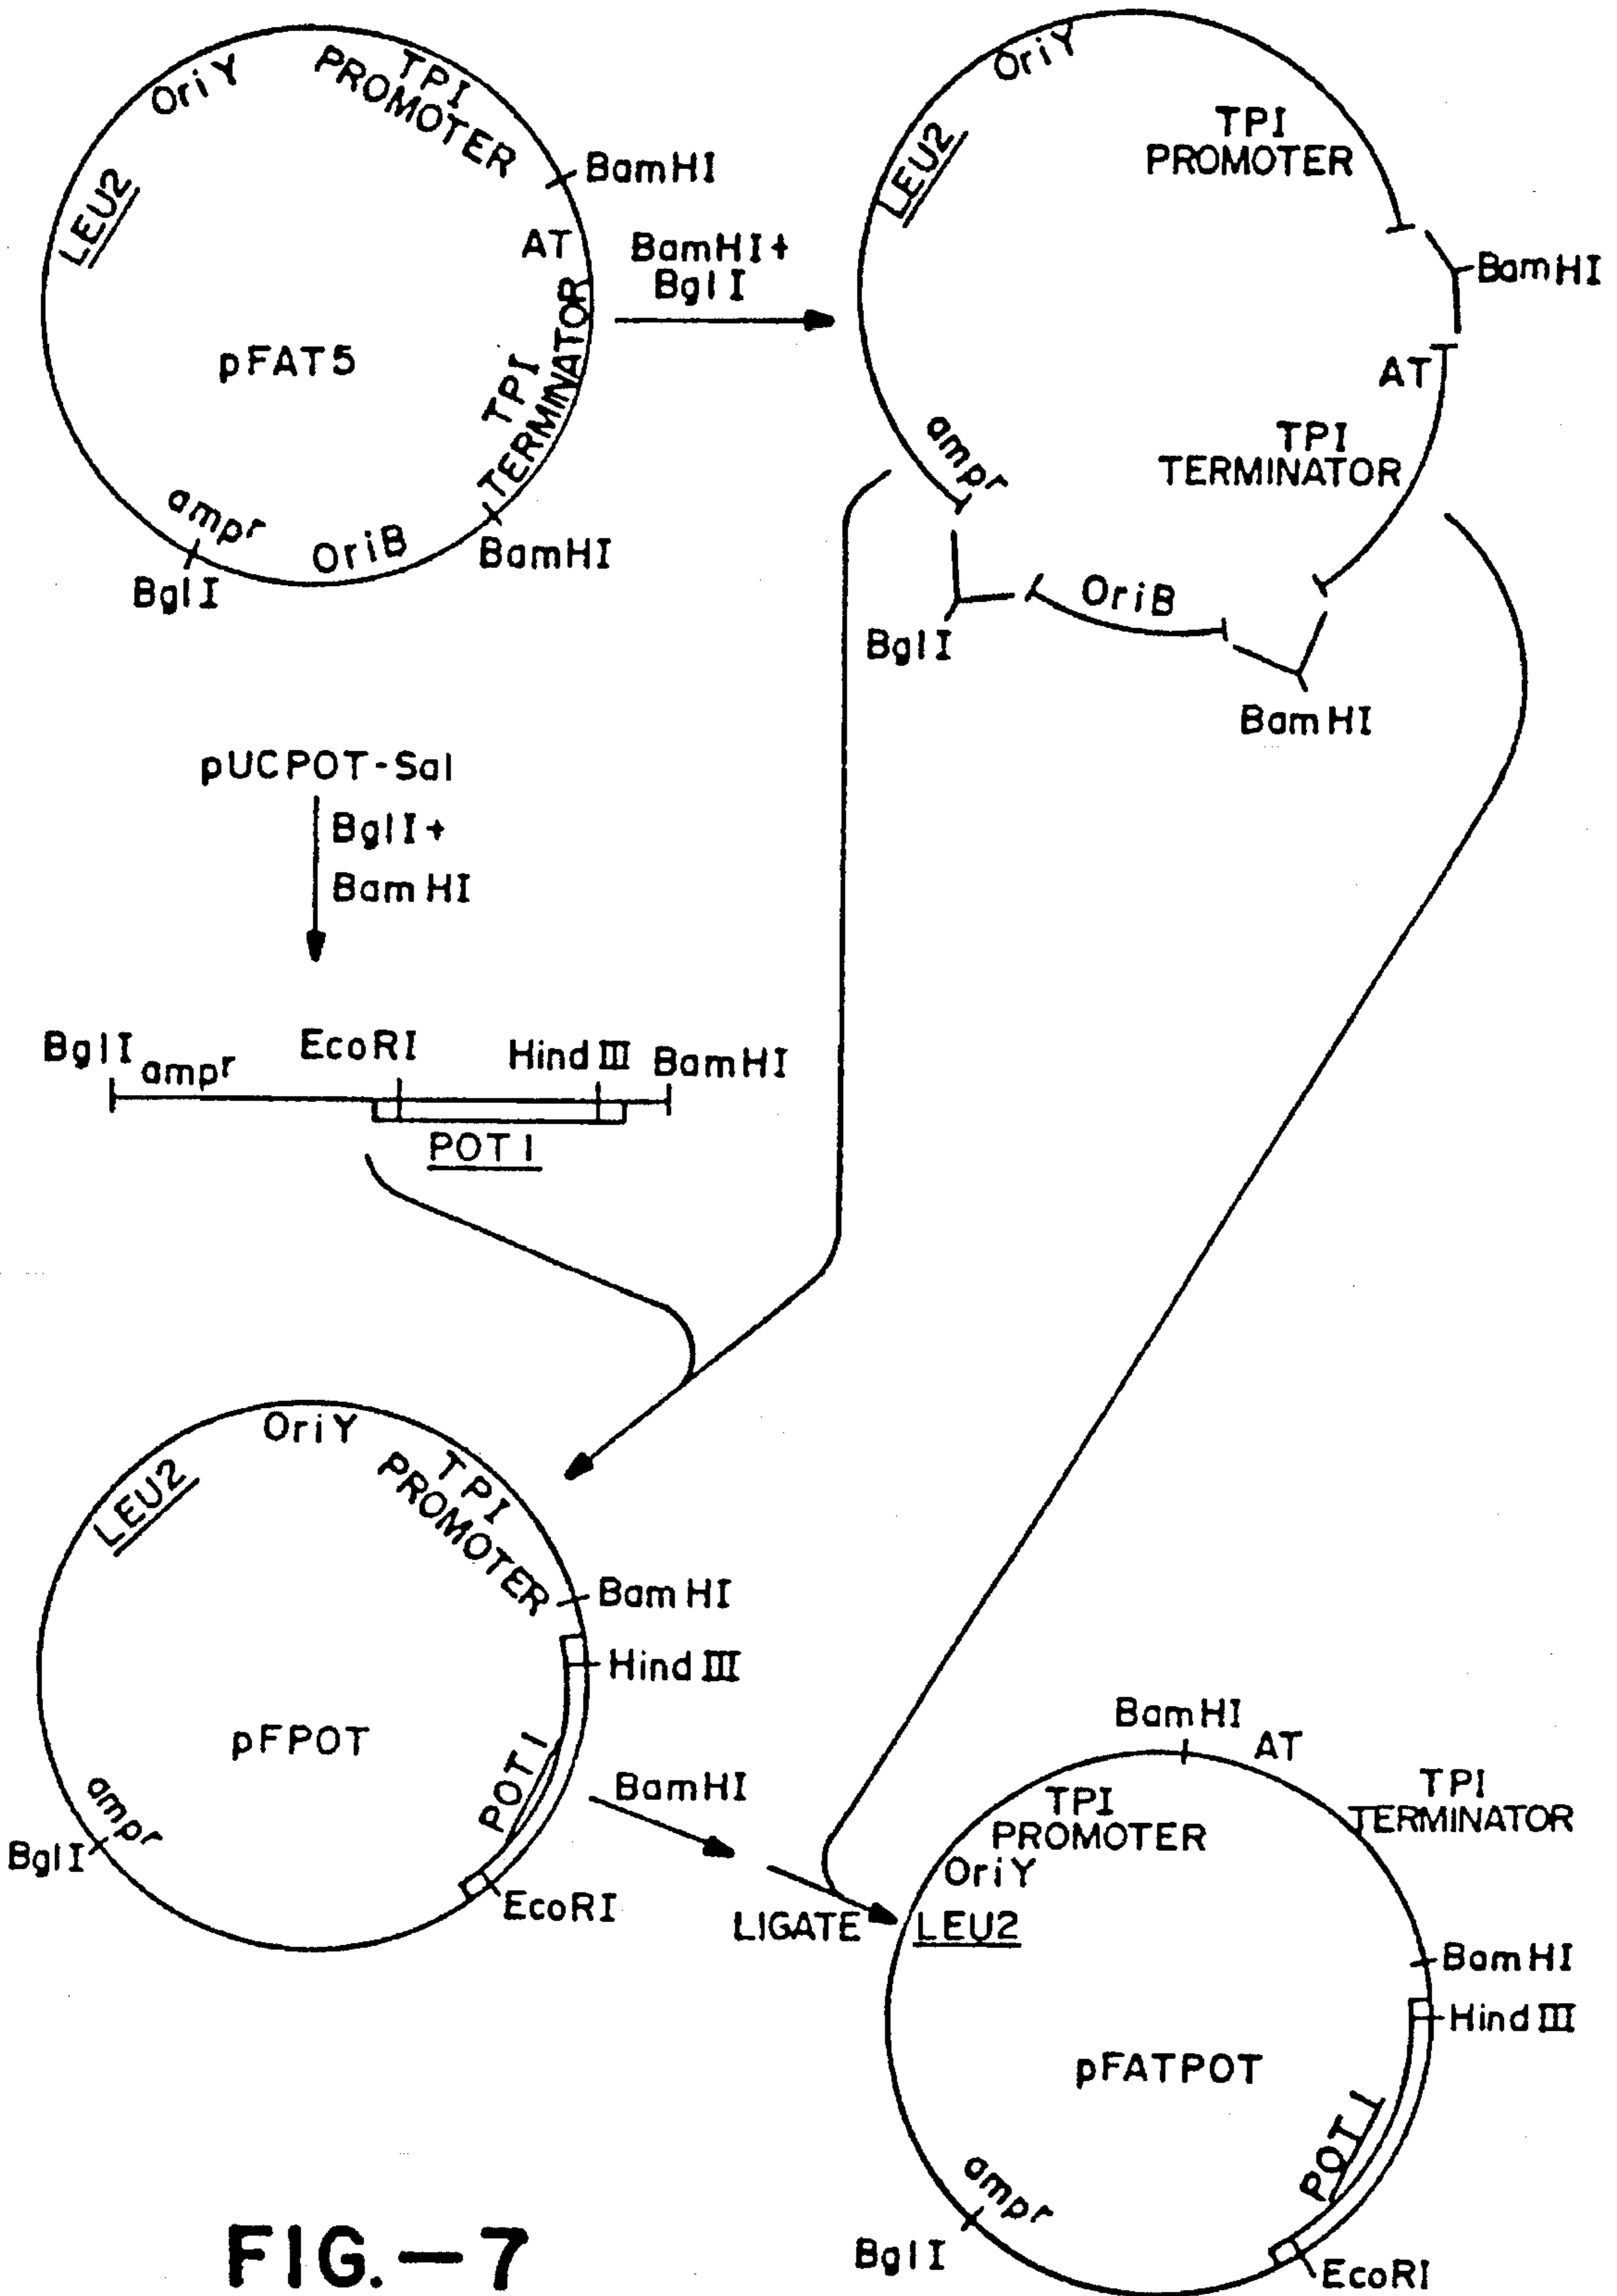 OriY
TPI
PROMOTER
BamHI
LEU2
AT
TPI
TERMINATOR
pFAT5
ampr
OriB
BamHI
BglI
BamHI+
BglI
OriY
TPI
PROMOTER
LEU2
BamHI
AT
TPI
TERMINATOR
ampr
OriB
BglI
BamHI
pUCPOT-Sal
BglI+
BamHI
BglI
ampr
EcoRI
HindIII
BamHI
POT1
OriY
TPI
PROMOTER
LEU2
BamHI
HindIII
pFPOT
POT1
ampr
BglI
EcoRI
BamHI
LIGATE
BamHI
AT
TPI
PROMOTER
TPI
TERMINATOR
OriY
LEU2
BamHI
HindIII
pFATPOT
POT1
ampr
BglI
EcoRI
FIG.-7